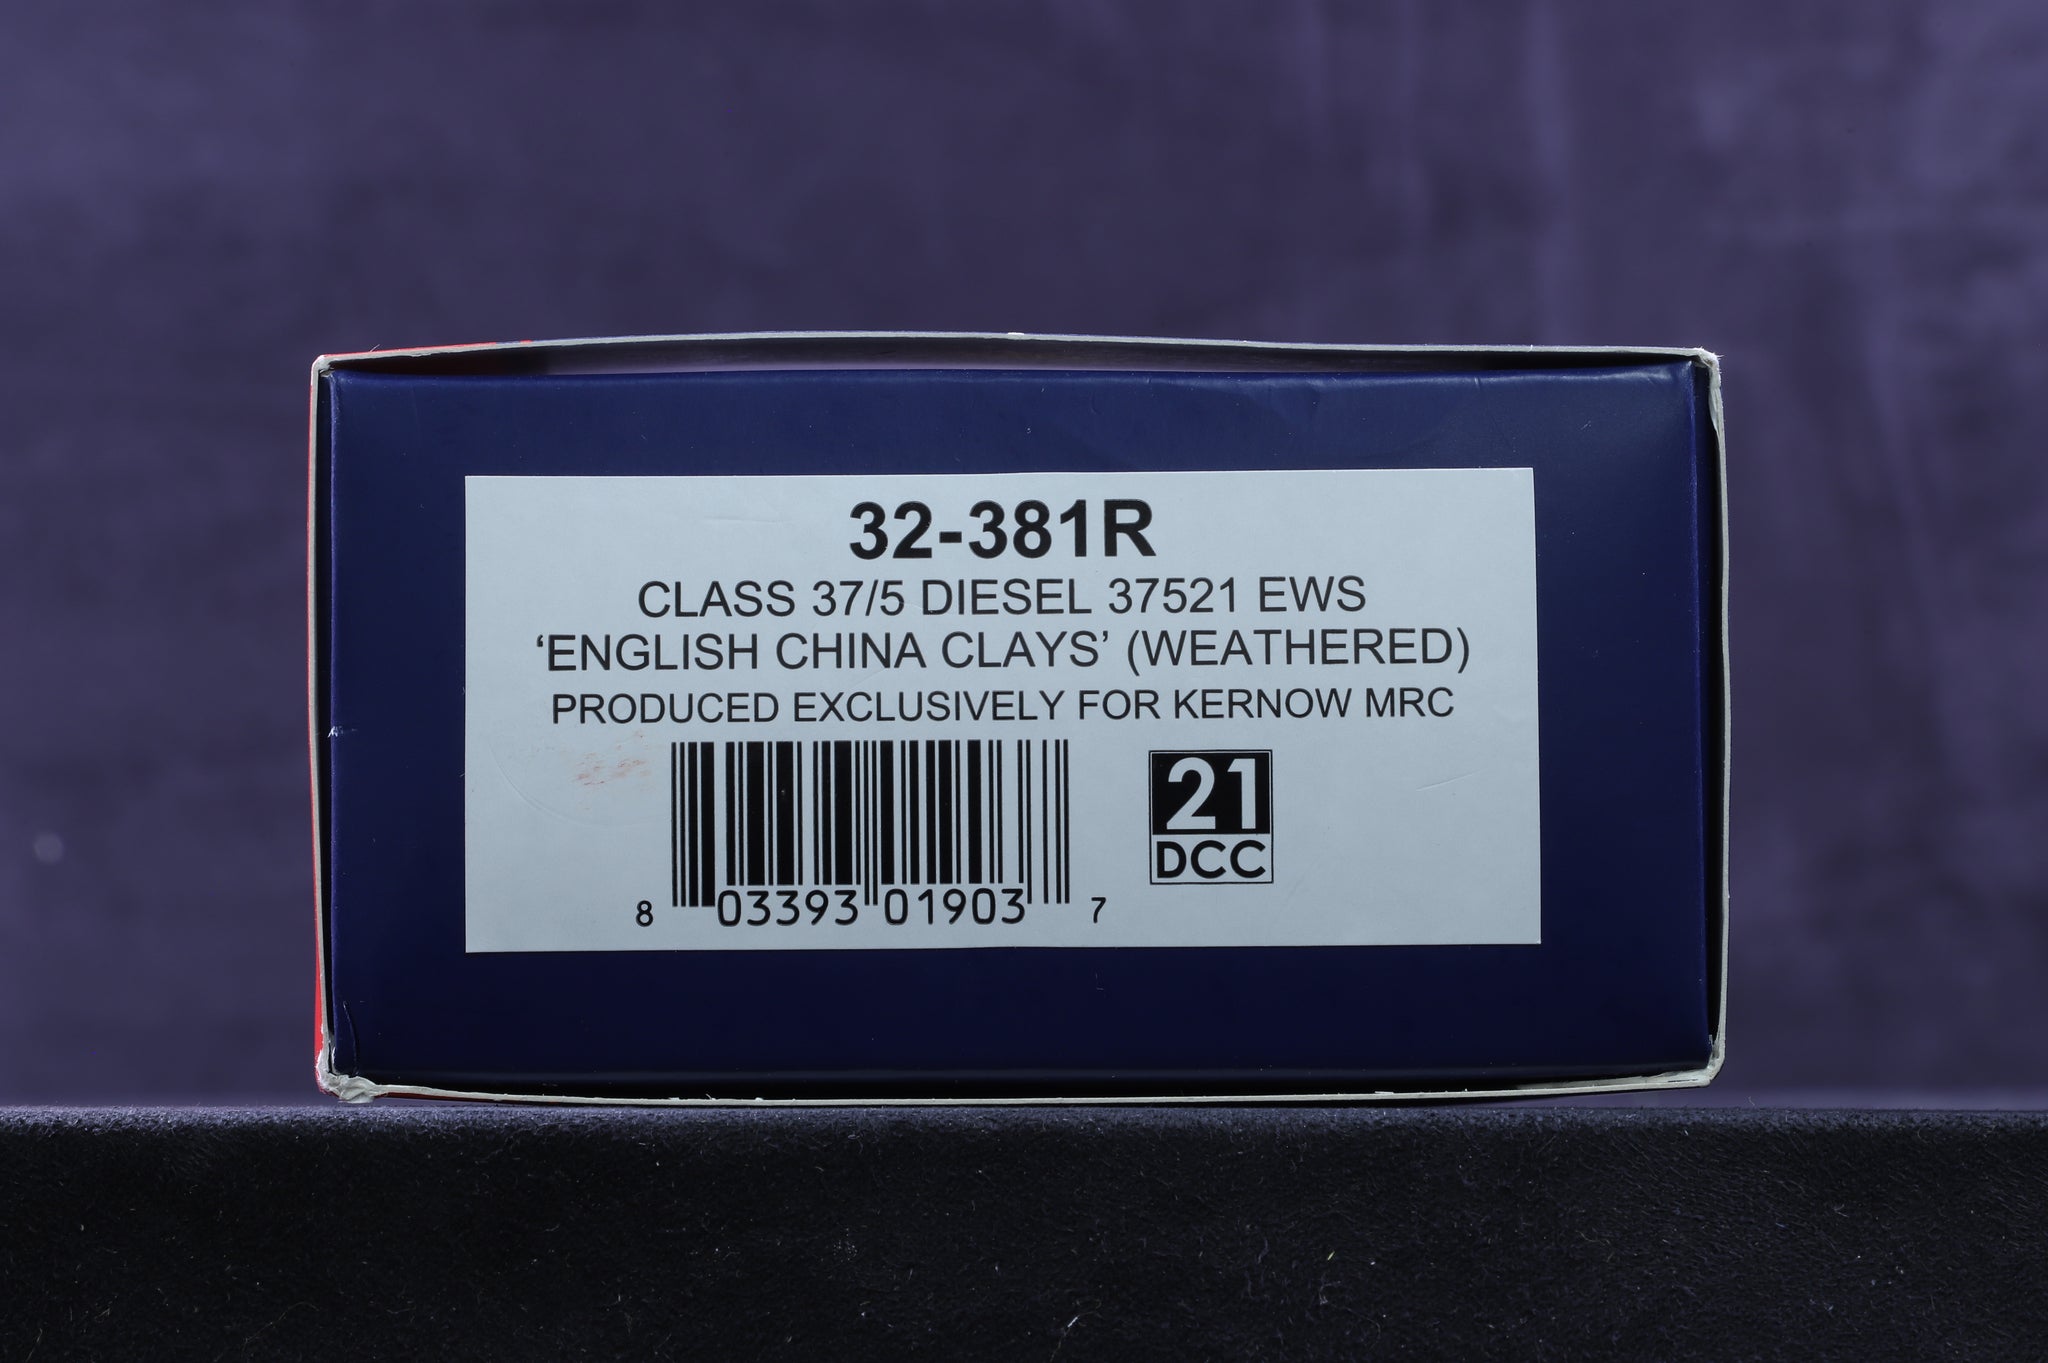 32-381R
CLASS 37/5 DIESEL 37521 EWS
‘ENGLISH CHINA CLAYS’ (WEATHERED)
PRODUCED EXCLUSIVELY FOR KERNOW MRC
21
DCC
8 03393 01903 7